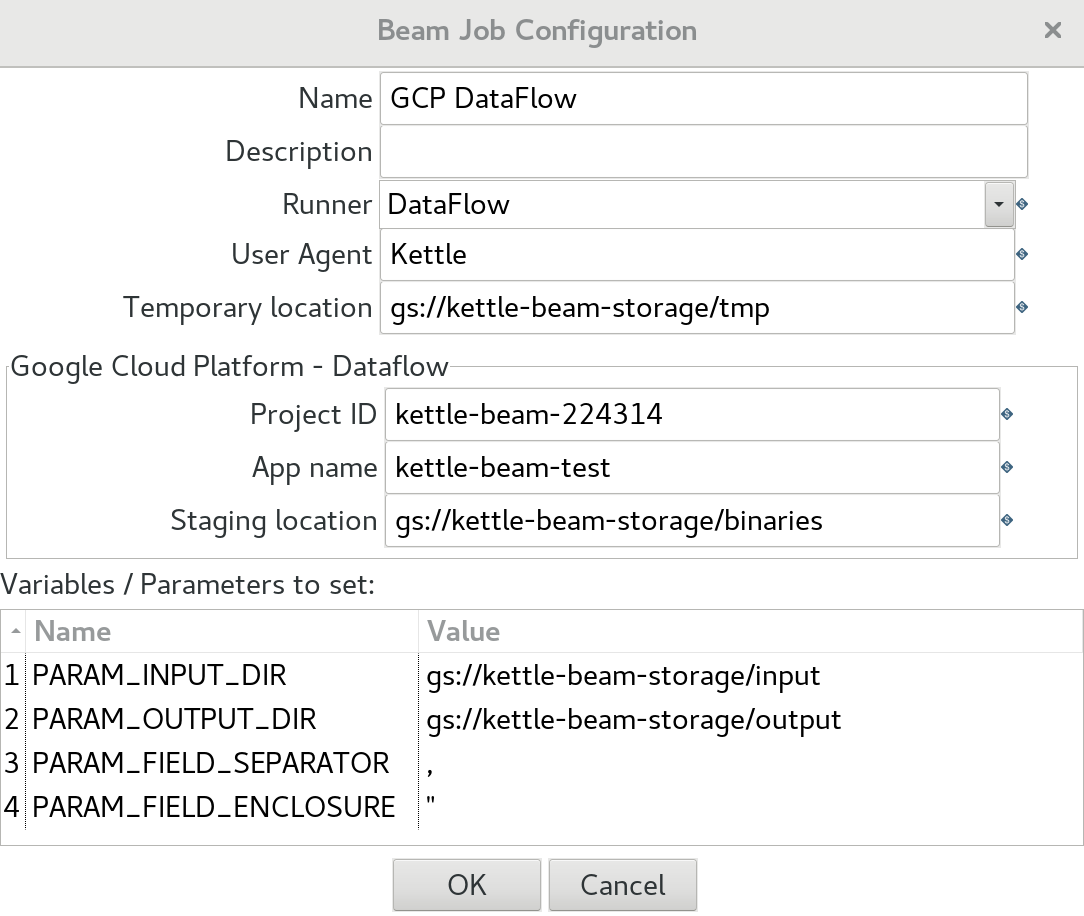 Beam Job Configuration
Name GCP DataFlow
Description
Runner DataFlow
User Agent Kettle
Temporary location gs://kettle-beam-storage/tmp
Google Cloud Platform - Dataflow
Project ID kettle-beam-224314
App name kettle-beam-test
Staging location gs://kettle-beam-storage/binaries
Variables / Parameters to set:
Name Value
1 PARAM_INPUT_DIR gs://kettle-beam-storage/input
2 PARAM_OUTPUT_DIR gs://kettle-beam-storage/output
3 PARAM_FIELD_SEPARATOR ,
4 PARAM_FIELD_ENCLOSURE "
OK Cancel